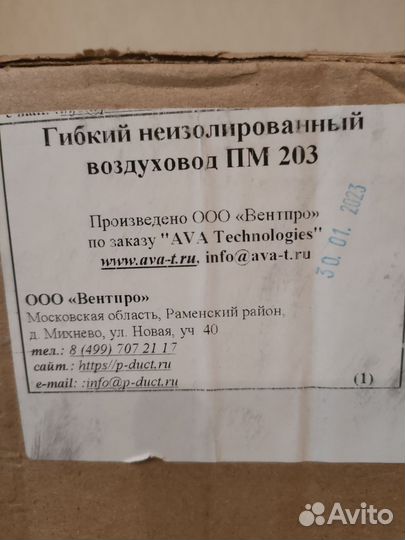 Гибкий неизолированный
воздуховод ПМ 203
Произведено ООО «Вентпро»
по заказу "AVA Technologies"
www.ava-t.ru, info@ava-t.ru
30.01.2023
ООО «Вентпро»
Московская область, Раменский район,
д. Михнево, ул. Новая, уч 40
тел.: 8 (499) 707 21 17
сайт.: https//p-duct.ru
e-mail: :info@p-duct.ru
(1)
Avito